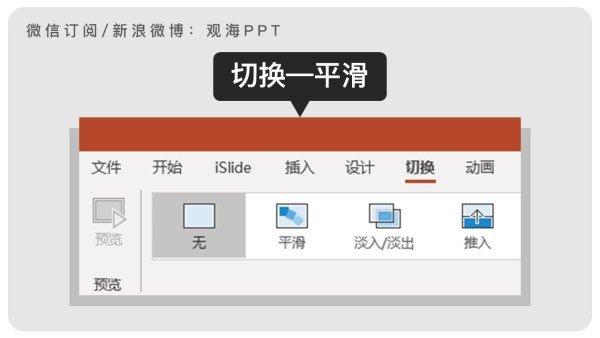 微信订阅/新浪微博：观海PPT
切换—平滑
文件 开始 iSlide 插入 设计 切换 动画
预览 无 平滑 淡入/淡出 推入
预览